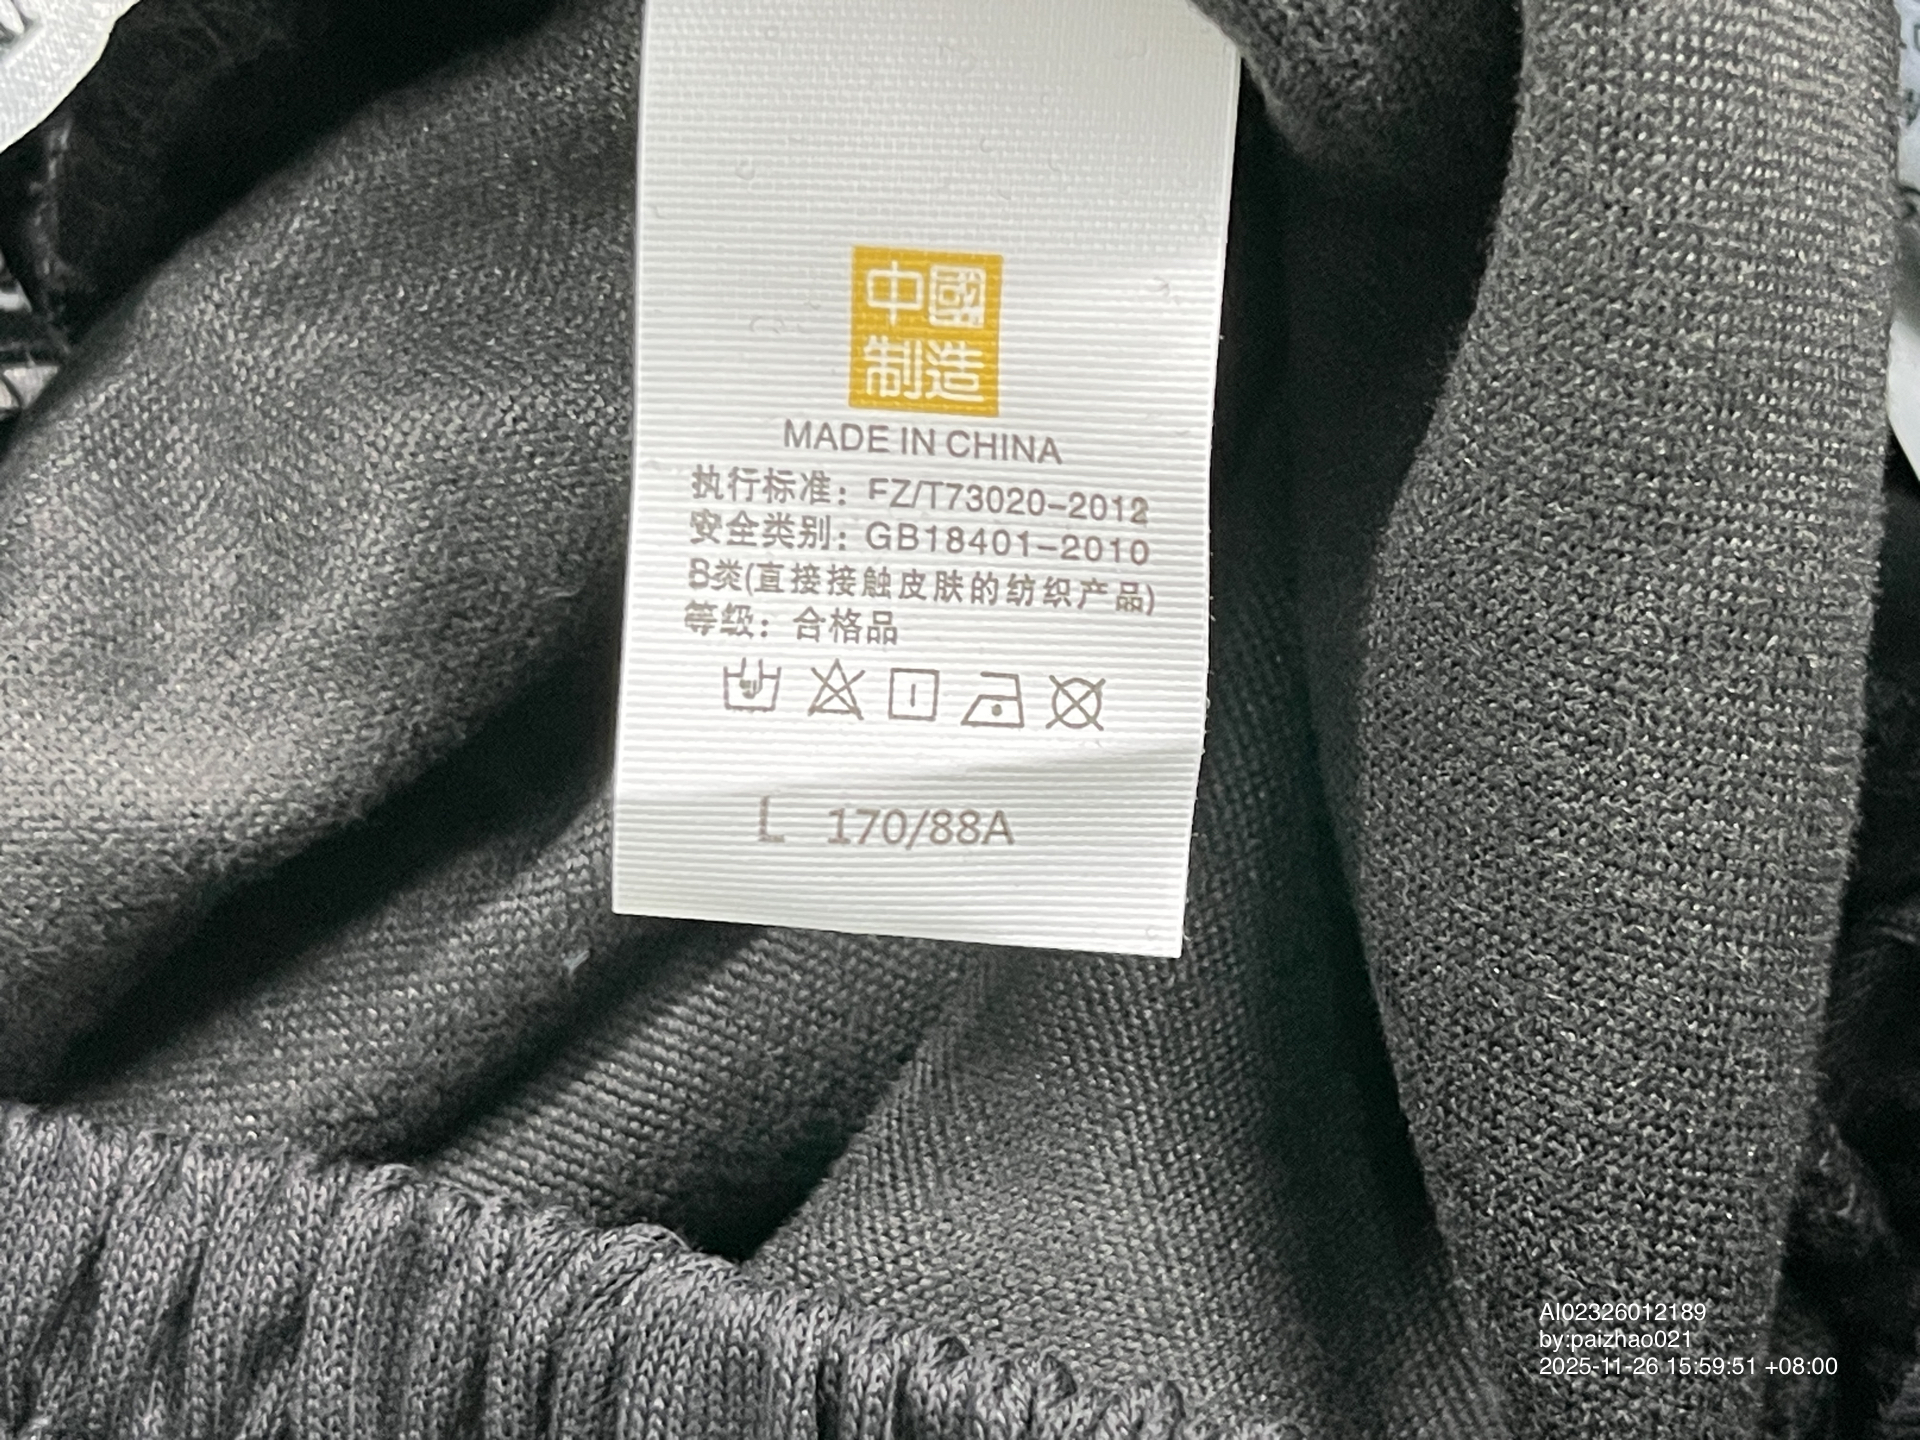 中國
制造
MADE IN CHINA
执行标准：FZ/T73020-2012
安全类别：GB18401-2010
B类(直接接触皮肤的纺织产品)
等级：合格品
L 170/88A
AI02326012189
by:paizhao021
2025-11-26 15:59:51 +08:00